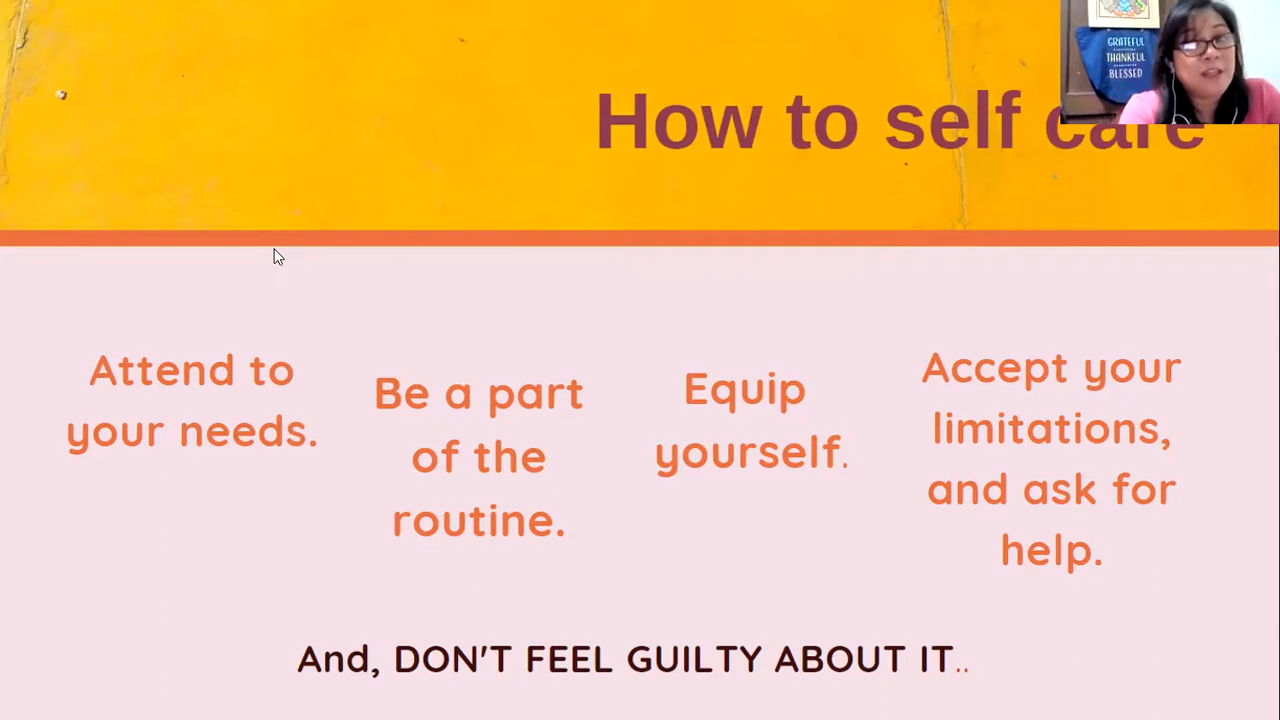 GRATEFUL
THANKFUL
BLESSED
How to self care
Attend to
your needs.
Be a part
of the
routine.
Equip
yourself.
Accept your
limitations,
and ask for
help.
And, DON'T FEEL GUILTY ABOUT IT..